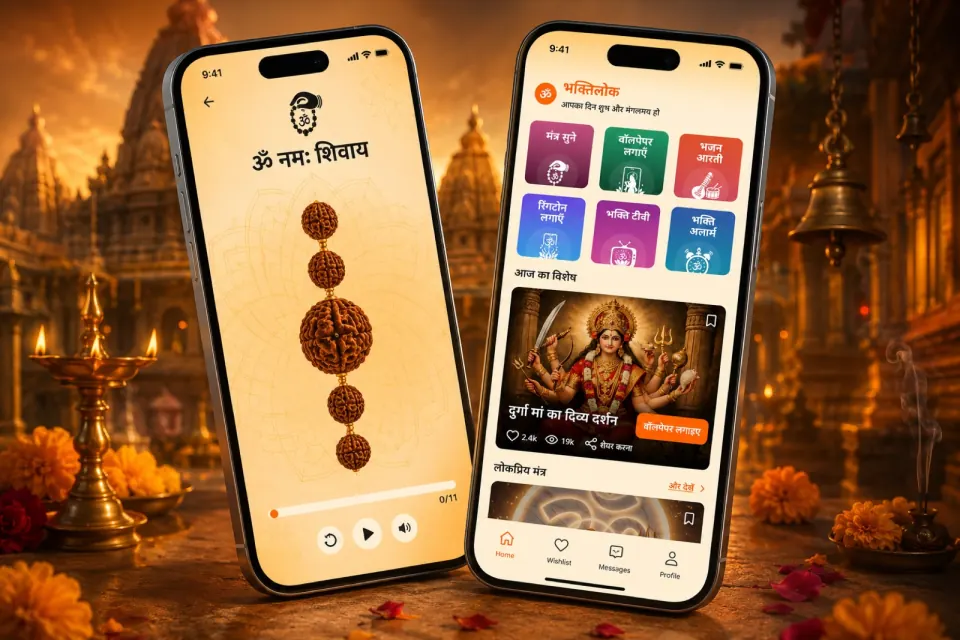 9:41
ॐ
ॐ नमः शिवाय
0/11
9:41
ॐ
भक्तिलोक
आपका दिन शुभ और मंगलमय हो
मंत्र सुने
ॐ
वॉलपेपर
लगाएँ
भजन
आरती
रिंगटोन
लगाएँ
ॐ
भक्ति टीवी
ॐ
भक्ति
अलार्म
ॐ
आज का विशेष
दुर्गा मां का दिव्य दर्शन
वॉलपेपर लगाइए
2.4k 19k शेयर करना
लोकप्रिय मंत्र
और देखें
Home
Wishlist
Messages
Profile